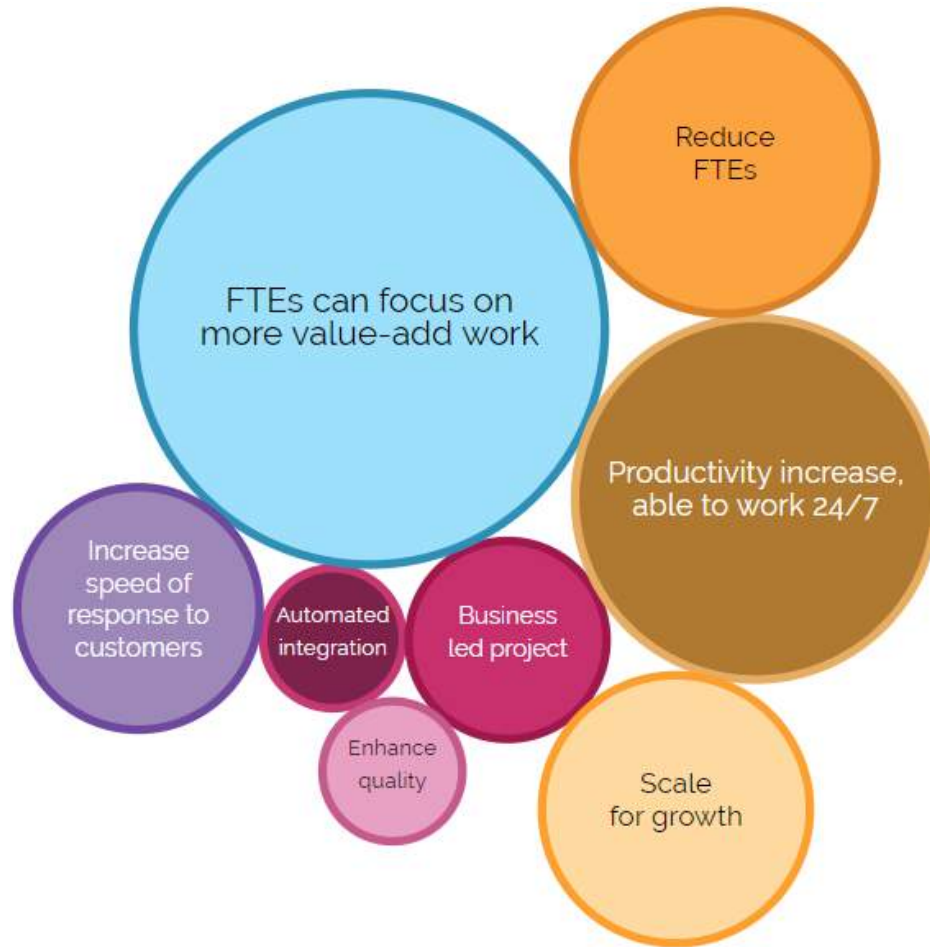 Reduce
FTEs
FTEs can focus on
more value-add work
Productivity increase,
able to work 24/7
Increase
speed of
response to
customers
Automated
integration
Business
led project
Enhance
quality
Scale
for growth